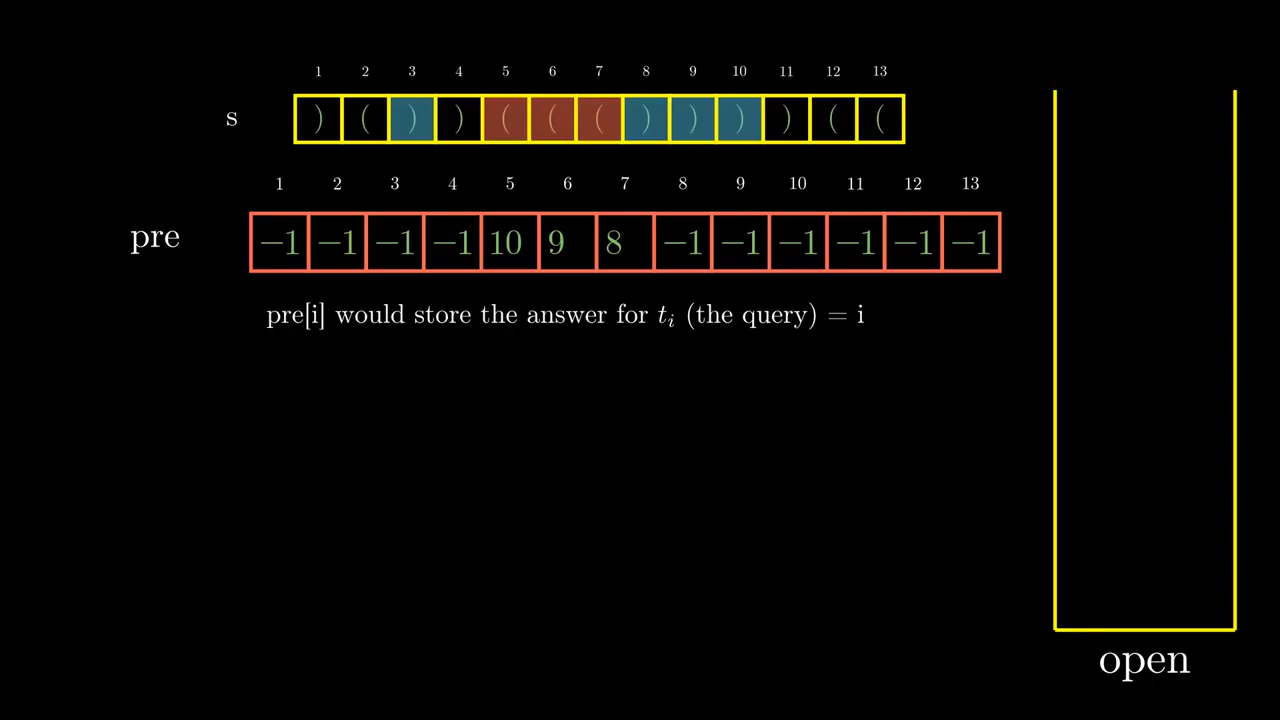 1 2 3 4 5 6 7 8 9 10 11 12 13
s ) ( ) ) ( ( ( ) ) ) ) ( (
1 2 3 4 5 6 7 8 9 10 11 12 13
pre −1 −1 −1 −1 10 9 8 −1 −1 −1 −1 −1 −1
pre[i] would store the answer for tᵢ (the query) = i
open